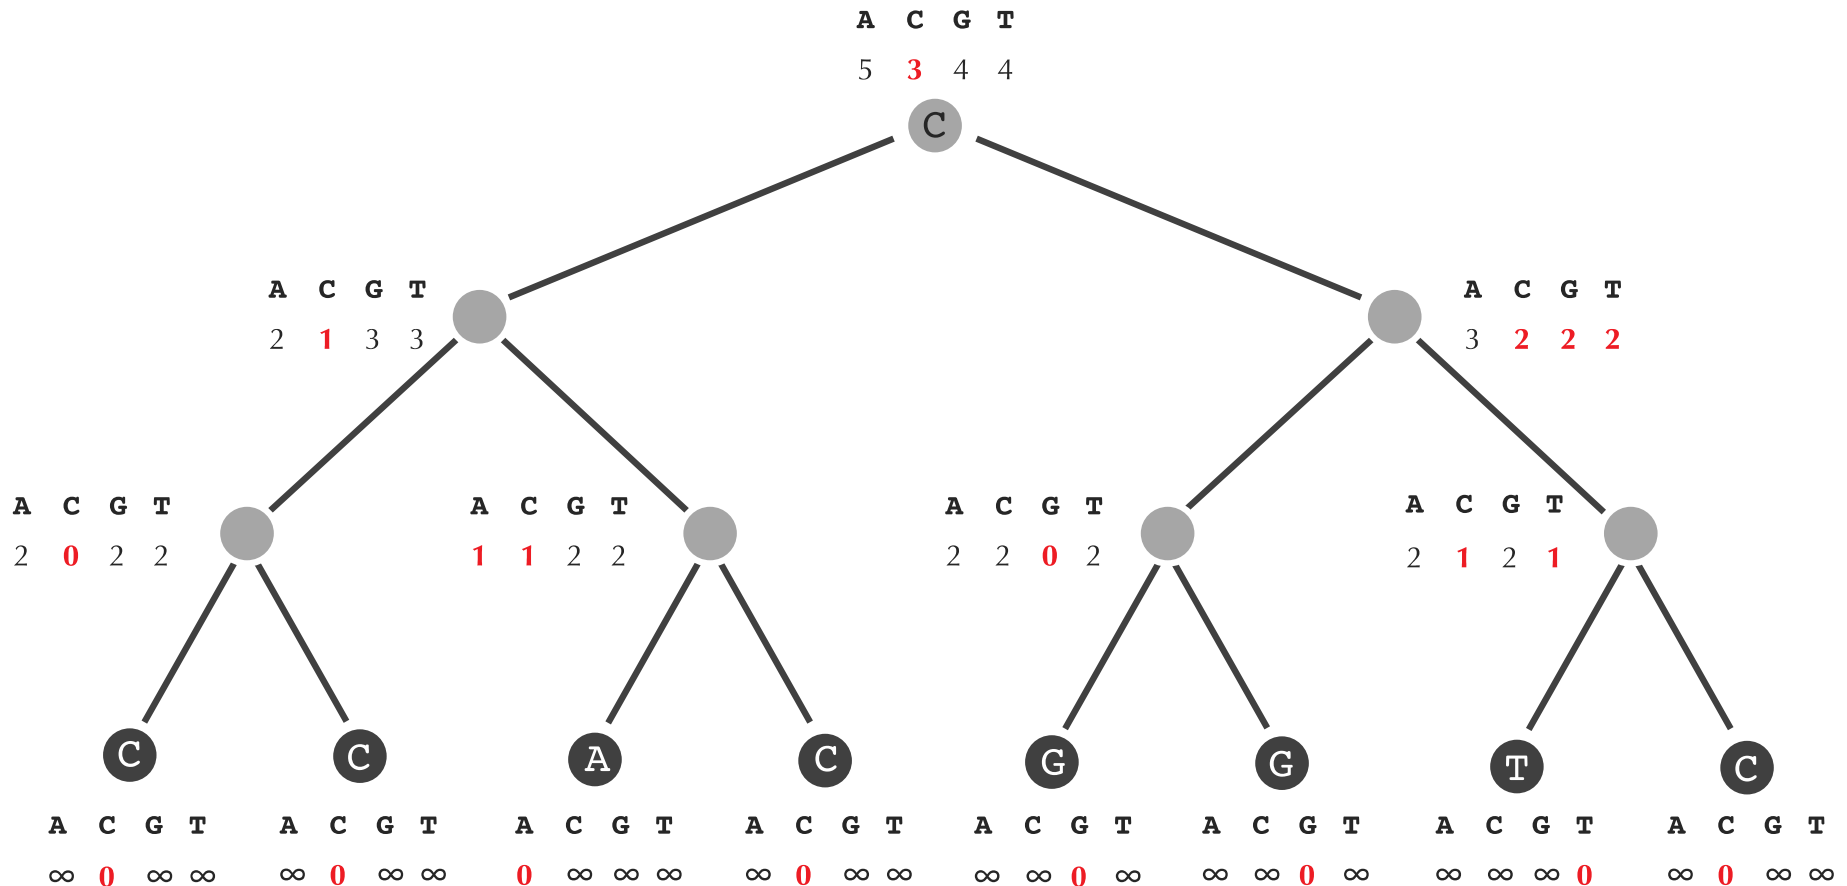 A C G T
5 3 4 4
C
A C G T
2 1 3 3
A C G T
3 2 2 2
A C G T
2 0 2 2
A C G T
1 1 2 2
A C G T
2 2 0 2
A C G T
2 1 2 1
C C A C G G T C
A C G T A C G T A C G T A C G T A C G T A C G T A C G T A C G T
∞ 0 ∞ ∞ ∞ 0 ∞ ∞ 0 ∞ ∞ ∞ ∞ 0 ∞ ∞ ∞ ∞ 0 ∞ ∞ ∞ 0 ∞ ∞ ∞ ∞ 0 ∞ 0 ∞ ∞